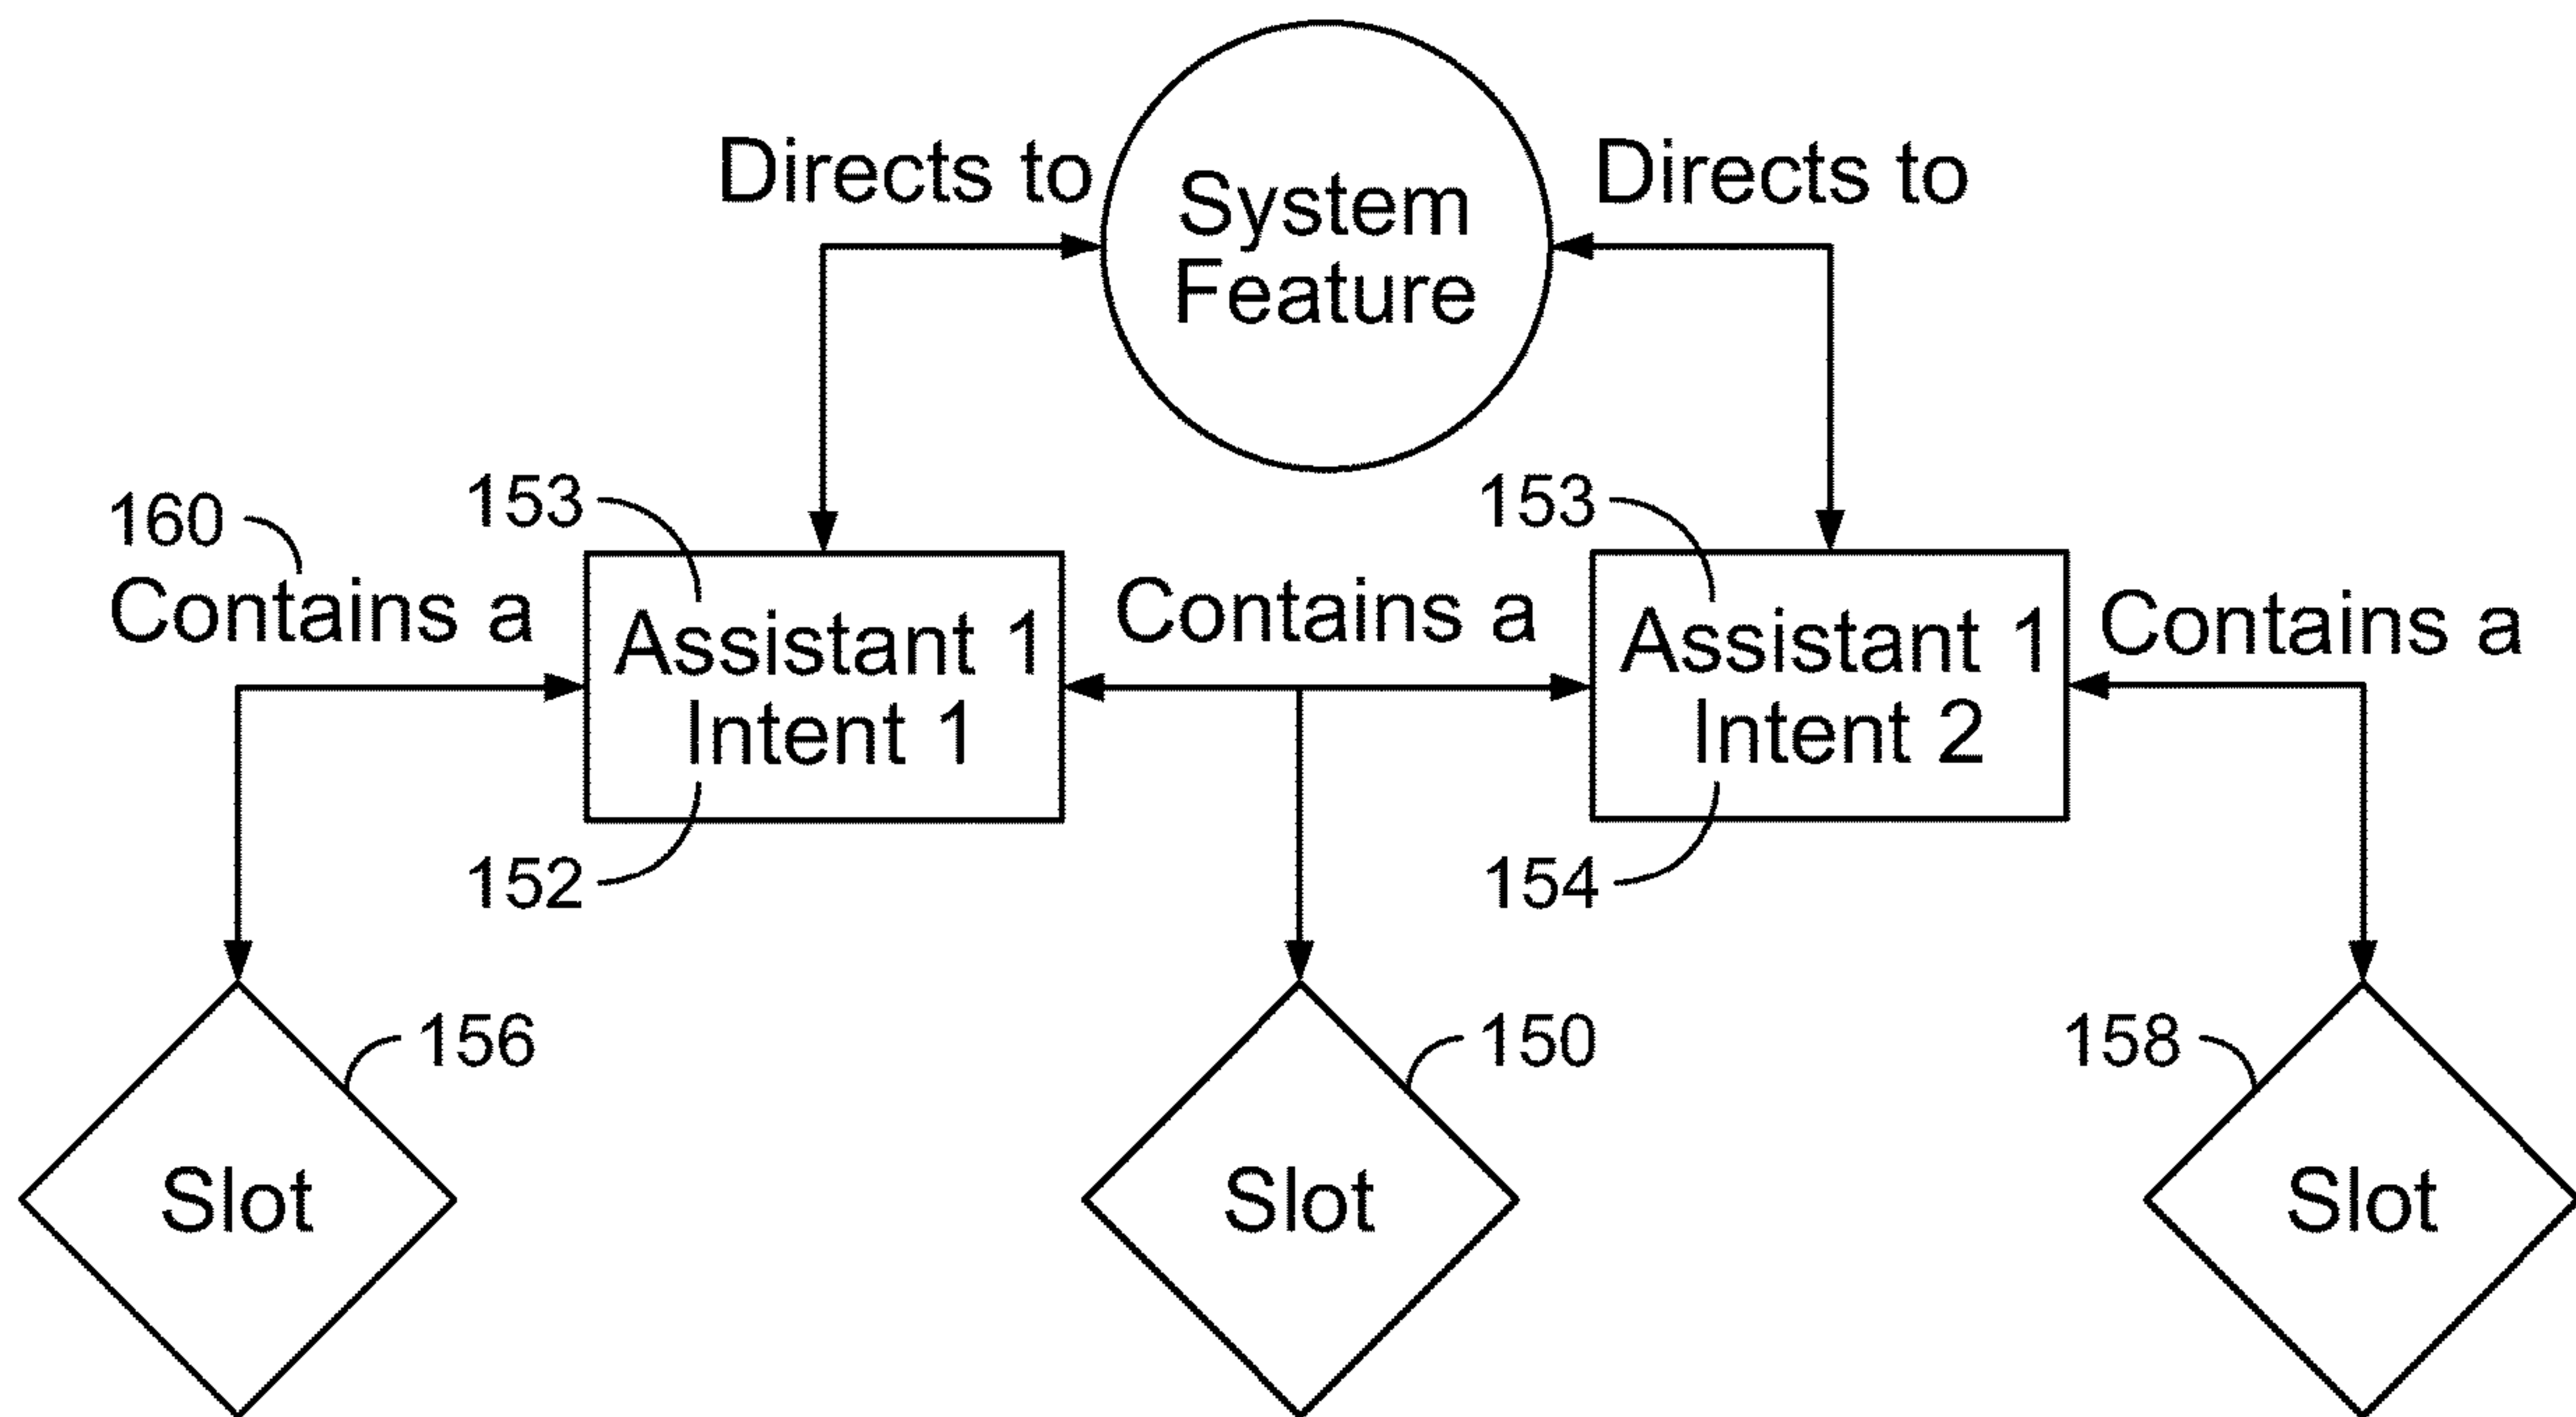 Directs to
System
Feature
Directs to
153
153
160
Contains a
Assistant 1
Intent 1
Contains a
Assistant 1
Intent 2
Contains a
152
154
156
150
158
Slot
Slot
Slot